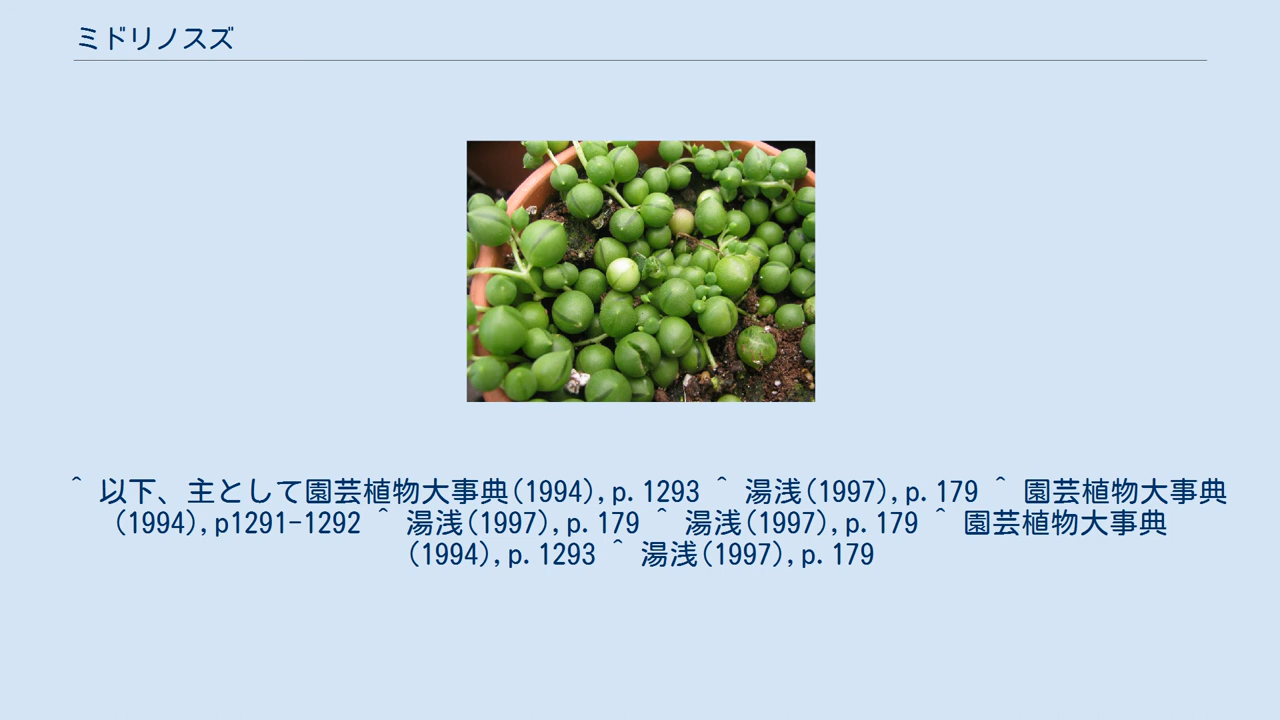 ミドリノスズ
^ 以下、主として園芸植物大事典(1994),p.1293 ^ 湯浅(1997),p.179 ^ 園芸植物大事典
(1994),p1291-1292 ^ 湯浅(1997),p.179 ^ 湯浅(1997),p.179 ^ 園芸植物大事典
(1994),p.1293 ^ 湯浅(1997),p.179